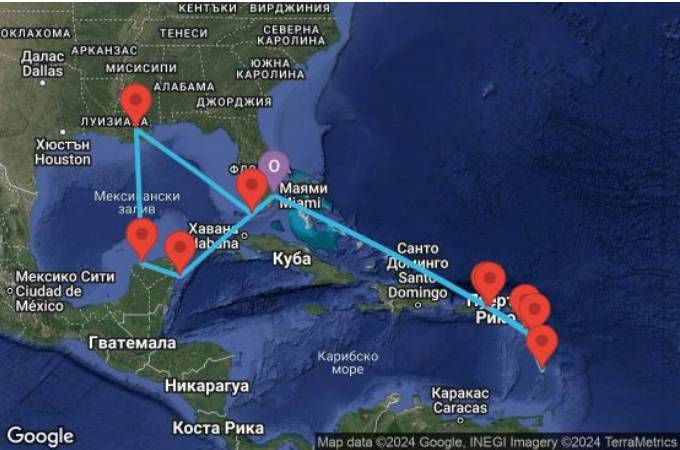 КЕНТЪКИ
ВИРДЖИНИЯ
ОКЛАХОМА
АРКАНЗАС
ТЕНЕСИ
СЕВЕРНА
КАРОЛИНА
Далас
Dallas
МИСИСИПИ
ЮЖНА
КАРОЛИНА
АЛАБАМА
ДЖОРДЖИЯ
ЛУИЗИАНА
Хюстън
Houston
O
Маями
Miami
Мексикански
залив
Хавана
Habana
Куба
Санто
Доминго
Santo
Domingo
Мексико Сити
Ciudad de
México
Пуерто
Рико
Гватемала
Карибско
море
Никарагуа
Каракас
Caracas
Коста Рика
Google
Map data ©2024 Google, INEGI Imagery ©2024 TerraMetrics